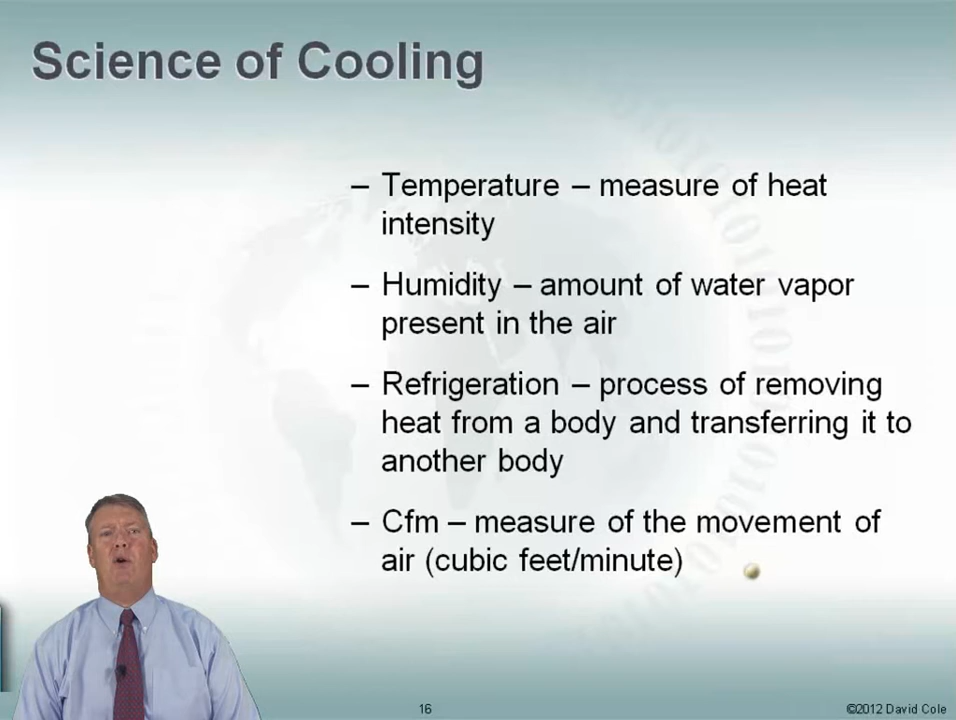 Science of Cooling
– Temperature – measure of heat
intensity
– Humidity – amount of water vapor
present in the air
– Refrigeration – process of removing
heat from a body and transferring it to
another body
– Cfm – measure of the movement of
air (cubic feet/minute)
16
©2012 David Cole